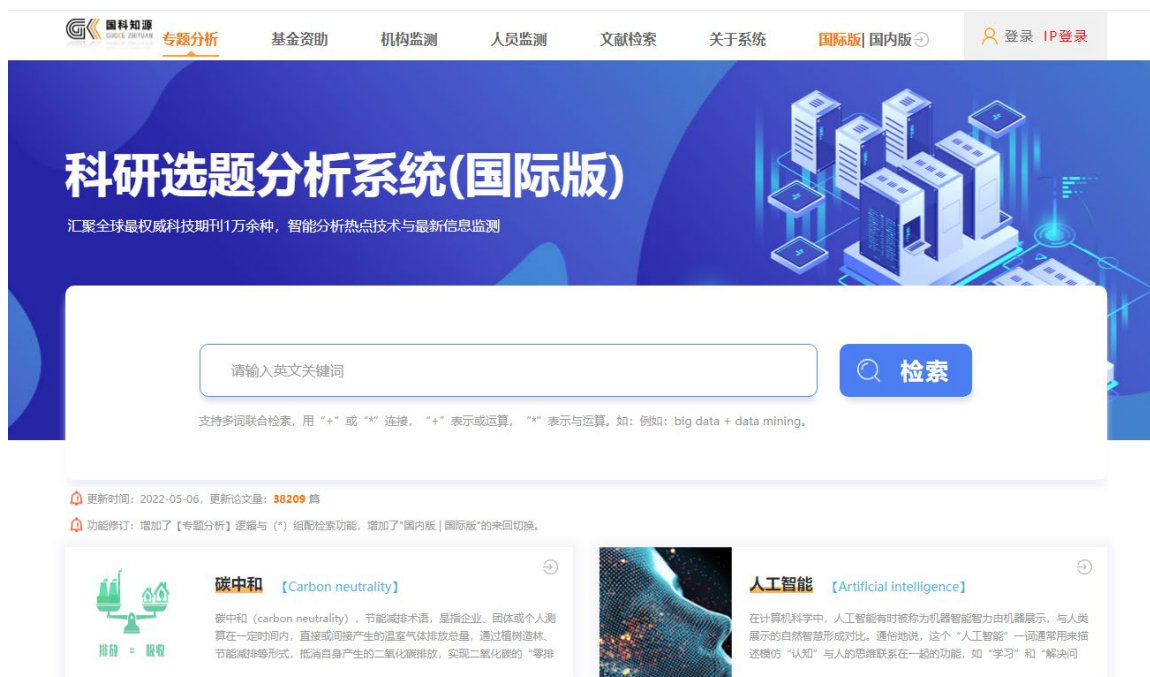 国科知源
GUOKE ZHIYUAN
专题分析 基金资助 机构监测 人员监测 文献检索 关于系统 国际版| 国内版 登录 IP登录
科研选题分析系统(国际版)
汇聚全球最权威科技期刊1万余种，智能分析热点技术与最新信息监测
请输入英文关键词
检索
支持多词联合检索，用“+”或“*”连接，“+”表示或运算，“*”表示与运算。如：例如：big data + data mining。
更新时间：2022-05-06，更新论文量：38209 篇
功能修订：增加了【专题分析】逻辑与（*）组配检索功能，增加了“国内版 | 国际版”的来回切换。
排放 = 吸收
碳中和 【Carbon neutrality】
碳中和（carbon neutrality），节能减排术语，是指企业、团体或个人测
算在一定时间内，直接或间接产生的温室气体排放总量，通过植树造林、
节能减排等形式，抵消自身产生的二氧化碳排放，实现二氧化碳的“零排
人工智能 【Artificial intelligence】
在计算机科学中，人工智能有时被称为机器智能智力由机器展示，与人类
展示的自然智慧形成对比。通俗地说，这个“人工智能”一词通常用来描
述模仿“认知”与人的思维联系在一起的功能，如“学习”和“解决问